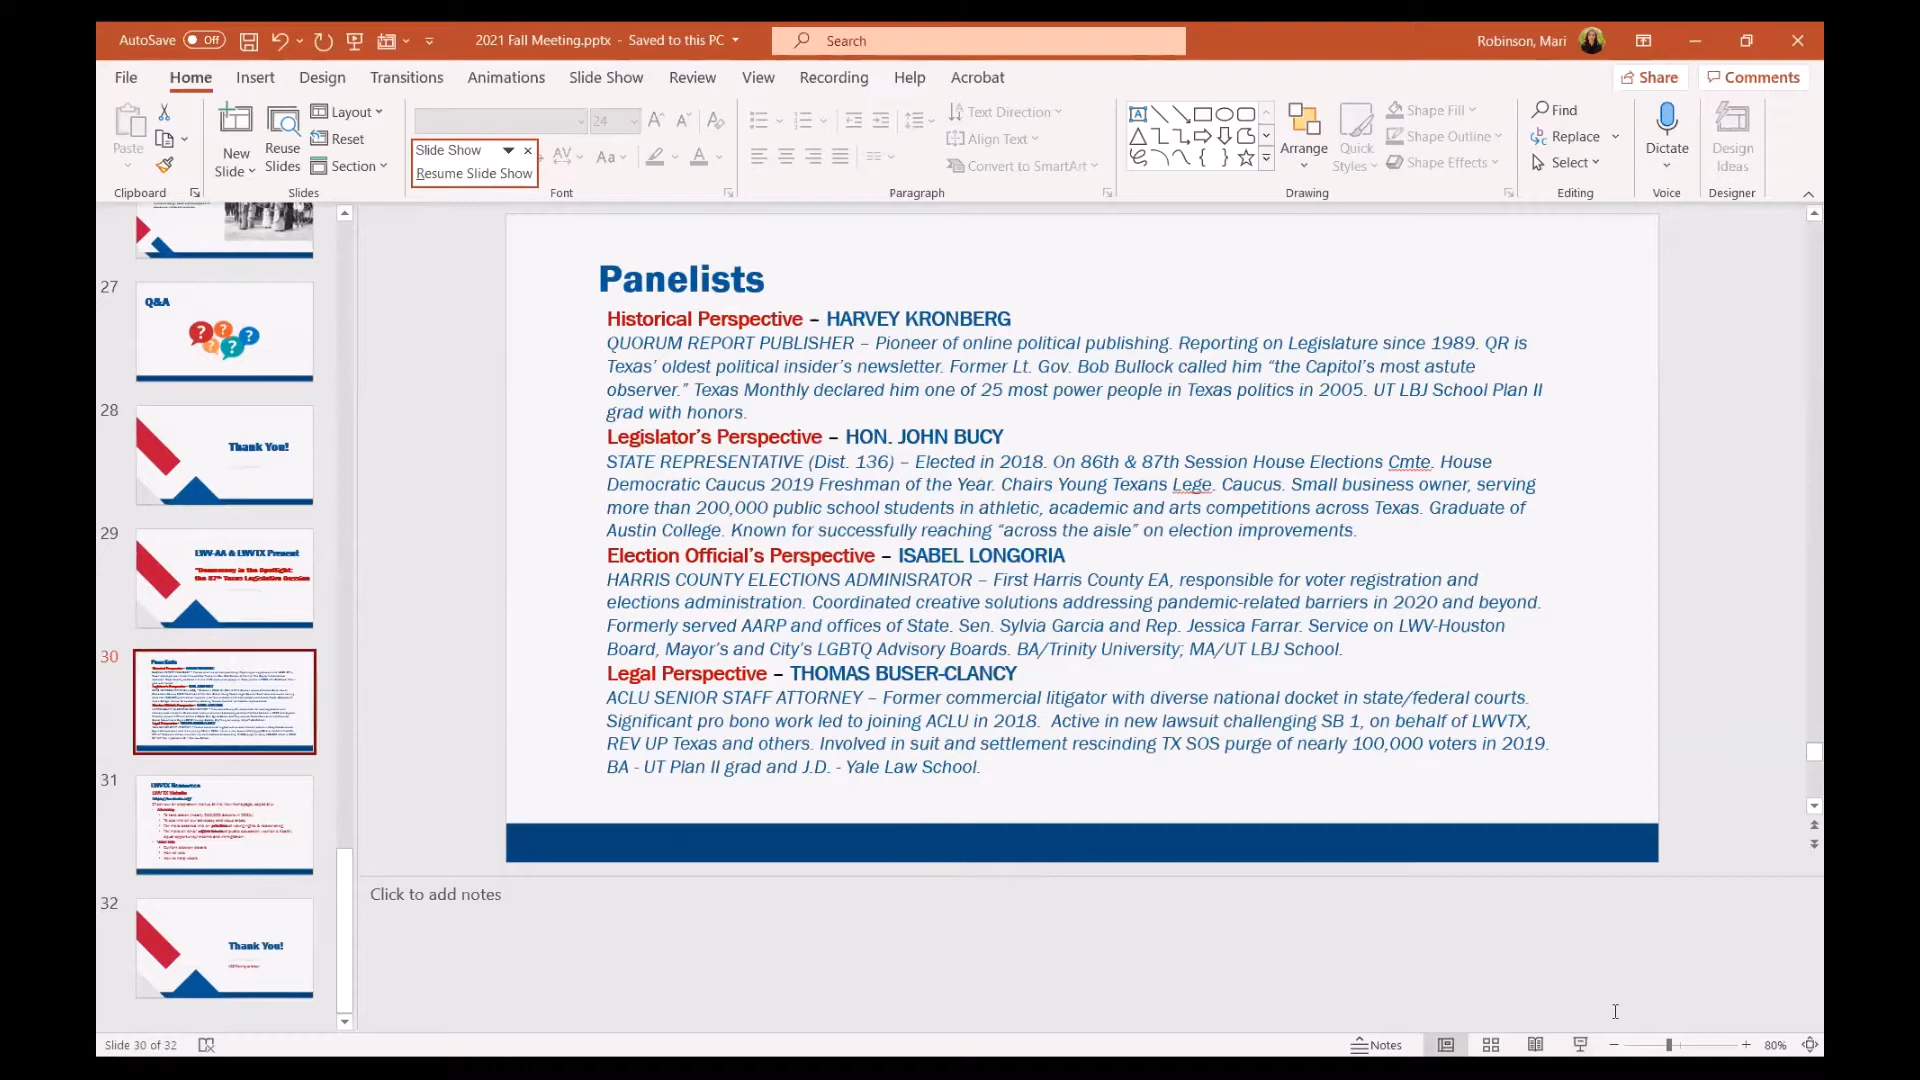 AutoSave Off 2021 Fall Meeting.pptx - Saved to this PC Search Robinson, Mari
File Home Insert Design Transitions Animations Slide Show Review View Recording Help Acrobat Share Comments
Paste
New Slide
Reuse Slides
Layout
Reset
Section
24
Slide Show
Resume Slide Show
Text Direction
Align Text
Convert to SmartArt
Arrange
Quick Styles
Shape Fill
Shape Outline
Shape Effects
Find
Replace
Select
Dictate
Design Ideas
Clipboard Slides Font Paragraph Drawing Editing Voice Designer
27
Q&A
28
Thank You!
29
LWV-AA & LWVTX Present
"Democracy in the Spotlight:
the 87th Texas Legislative Session
30
Panelists
31
LWVTX Resources
LWVTX Website
32
Thank You!
Panelists
Historical Perspective – HARVEY KRONBERG
QUORUM REPORT PUBLISHER – Pioneer of online political publishing. Reporting on Legislature since 1989. QR is
Texas’ oldest political insider’s newsletter. Former Lt. Gov. Bob Bullock called him “the Capitol’s most astute
observer.” Texas Monthly declared him one of 25 most power people in Texas politics in 2005. UT LBJ School Plan II
grad with honors.
Legislator’s Perspective – HON. JOHN BUCY
STATE REPRESENTATIVE (Dist. 136) – Elected in 2018. On 86th & 87th Session House Elections Cmte. House
Democratic Caucus 2019 Freshman of the Year. Chairs Young Texans Lege. Caucus. Small business owner, serving
more than 200,000 public school students in athletic, academic and arts competitions across Texas. Graduate of
Austin College. Known for successfully reaching “across the aisle” on election improvements.
Election Official’s Perspective – ISABEL LONGORIA
HARRIS COUNTY ELECTIONS ADMINISRATOR – First Harris County EA, responsible for voter registration and
elections administration. Coordinated creative solutions addressing pandemic-related barriers in 2020 and beyond.
Formerly served AARP and offices of State. Sen. Sylvia Garcia and Rep. Jessica Farrar. Service on LWV-Houston
Board, Mayor’s and City’s LGBTQ Advisory Boards. BA/Trinity University; MA/UT LBJ School.
Legal Perspective – THOMAS BUSER-CLANCY
ACLU SENIOR STAFF ATTORNEY – Former commercial litigator with diverse national docket in state/federal courts.
Significant pro bono work led to joining ACLU in 2018. Active in new lawsuit challenging SB 1, on behalf of LWVTX,
REV UP Texas and others. Involved in suit and settlement rescinding TX SOS purge of nearly 100,000 voters in 2019.
BA - UT Plan II grad and J.D. - Yale Law School.
Click to add notes
Slide 30 of 32 Notes 80%